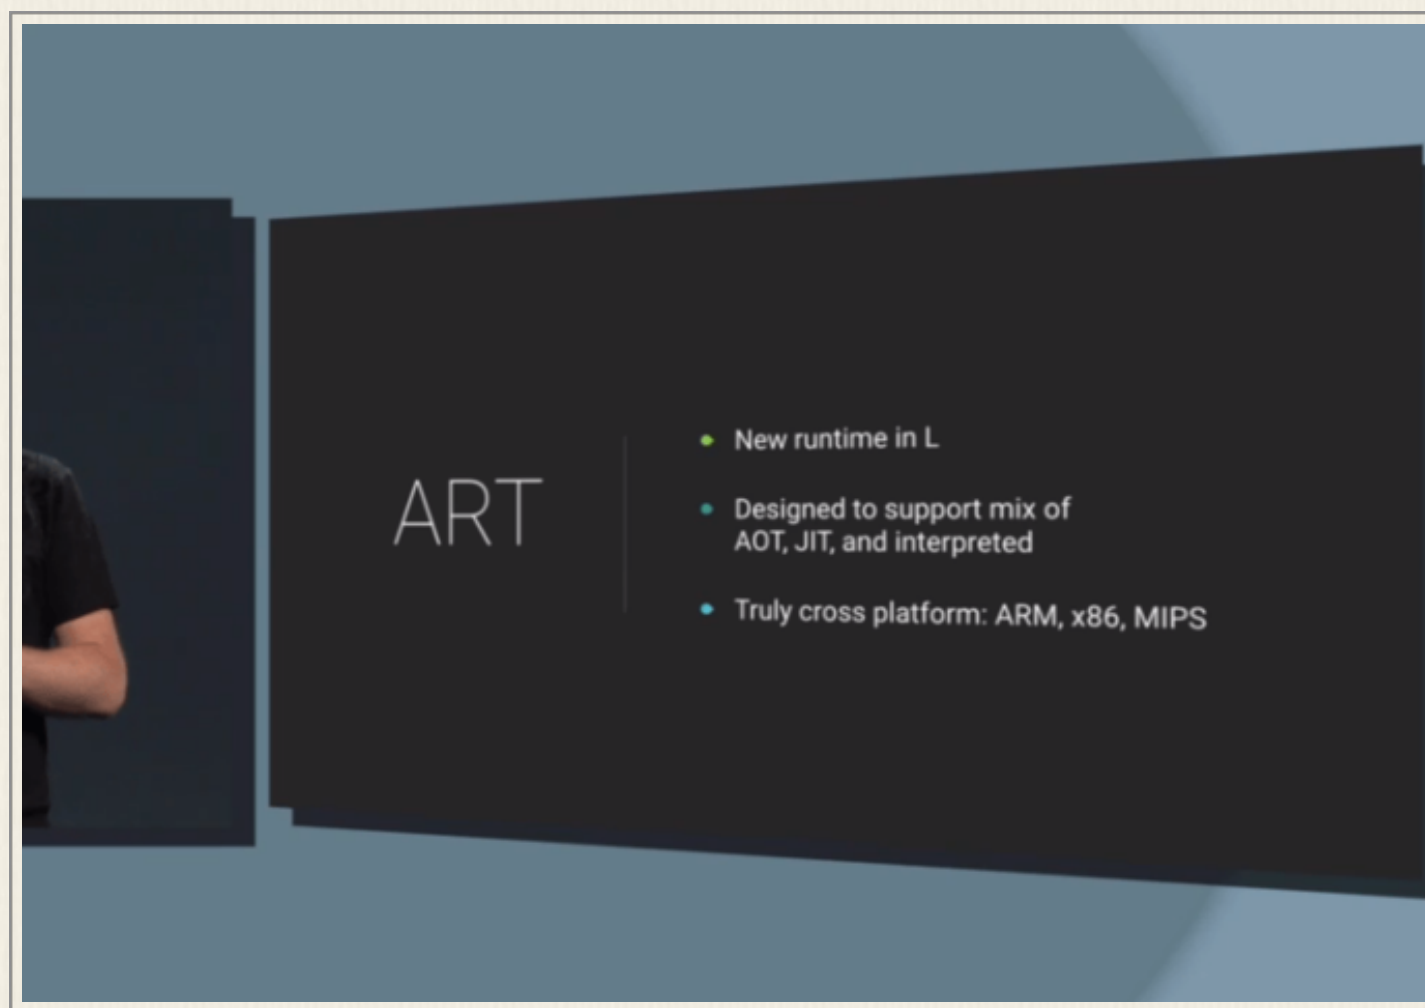 ART
New runtime in L
Designed to support mix of
AOT, JIT, and interpreted
Truly cross platform: ARM, x86, MIPS